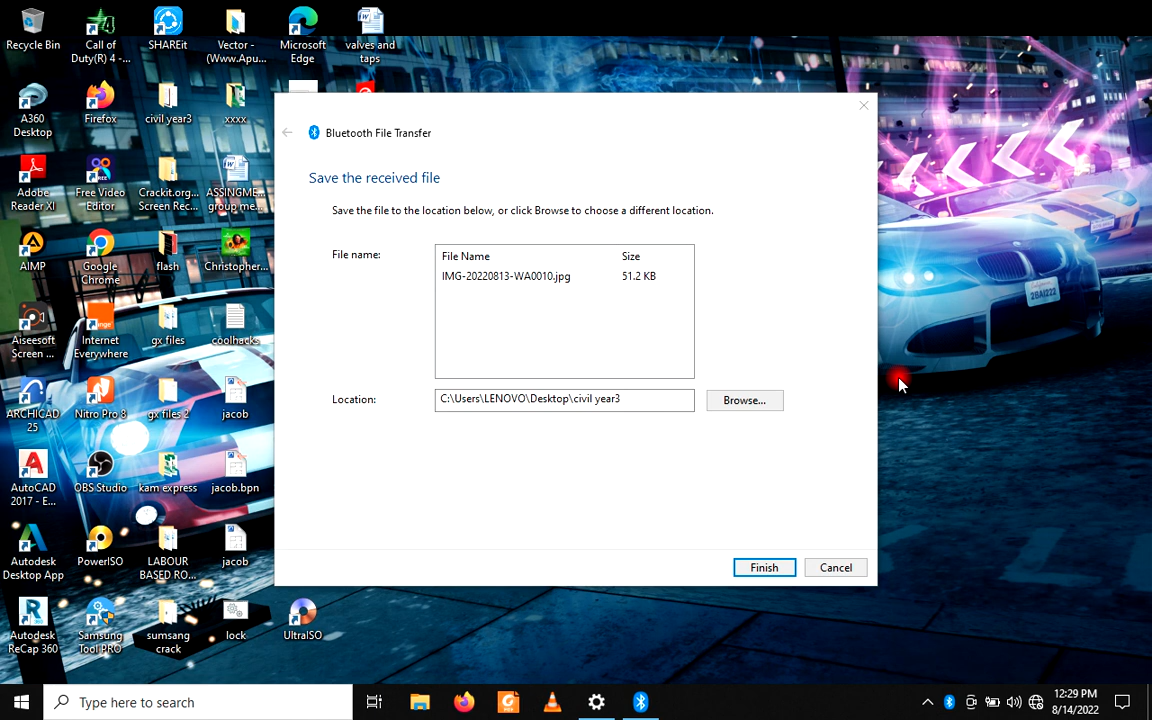 Recycle Bin
Call of
Duty(R) 4 -...
SHAREit
Vector -
(Www.Apu...
Microsoft
Edge
valves and
taps
A360
Desktop
Firefox
civil year3
.xxxx
Adobe
Reader XI
Free Video
Editor
Crackit.org...
Screen Rec...
ASSINGME...
group me...
AIMP
Google
Chrome
flash
Christopher...
Aiseesoft
Screen ...
Internet
Everywhere
gx files
coolhacks
ARCHICAD
25
Nitro Pro 8
gx files 2
jacob
AutoCAD
2017 - E...
OBS Studio
kam express
jacob.bpn
Autodesk
Desktop App
PowerISO
LABOUR
BASED RO...
jacob
Autodesk
ReCap 360
Samsung
Tool PRO
sumsang
crack
lock
UltraISO
Bluetooth File Transfer
Save the received file
Save the file to the location below, or click Browse to choose a different location.
File name:
File Name Size
IMG-20220813-WA0010.jpg 51.2 KB
Location:
C:\Users\LENOVO\Desktop\civil year3
Browse...
Finish
Cancel
Type here to search
12:29 PM
8/14/2022